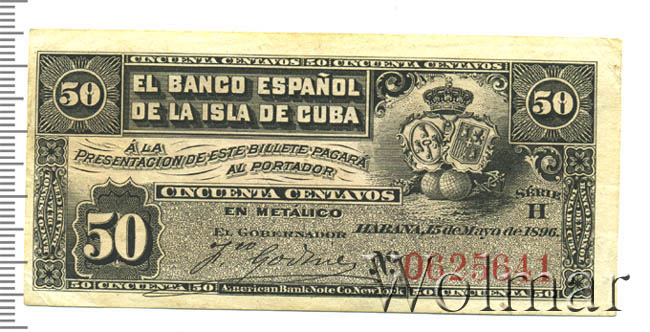 CINCUENTA CENTAVOS 50 CINCUENTA CENTAVOS
50
EL BANCO ESPAÑOL
DE LA ISLA DE CUBA
50
Á LA
PRESENTACION DE ESTE BILLETE PAGARÁ
AL PORTADOR
CINCUENTA CENTAVOS
EN METÁLICO
SÉRIE
H
50
HABANA, 15 de Mayo de 1896.
EL GOBERNADOR
No. 0625641
50 CINCUENTA 50
American Bank Note Co. New York.
50 CINCUENTA 50
Wolmar